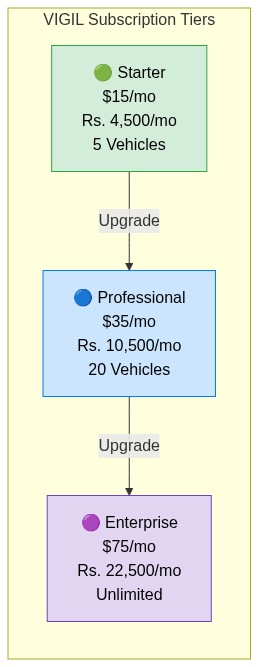 VIGIL Subscription Tiers
🟢 Starter
$15/mo
Rs. 4,500/mo
5 Vehicles
Upgrade
🔵 Professional
$35/mo
Rs. 10,500/mo
20 Vehicles
Upgrade
🟣 Enterprise
$75/mo
Rs. 22,500/mo
Unlimited